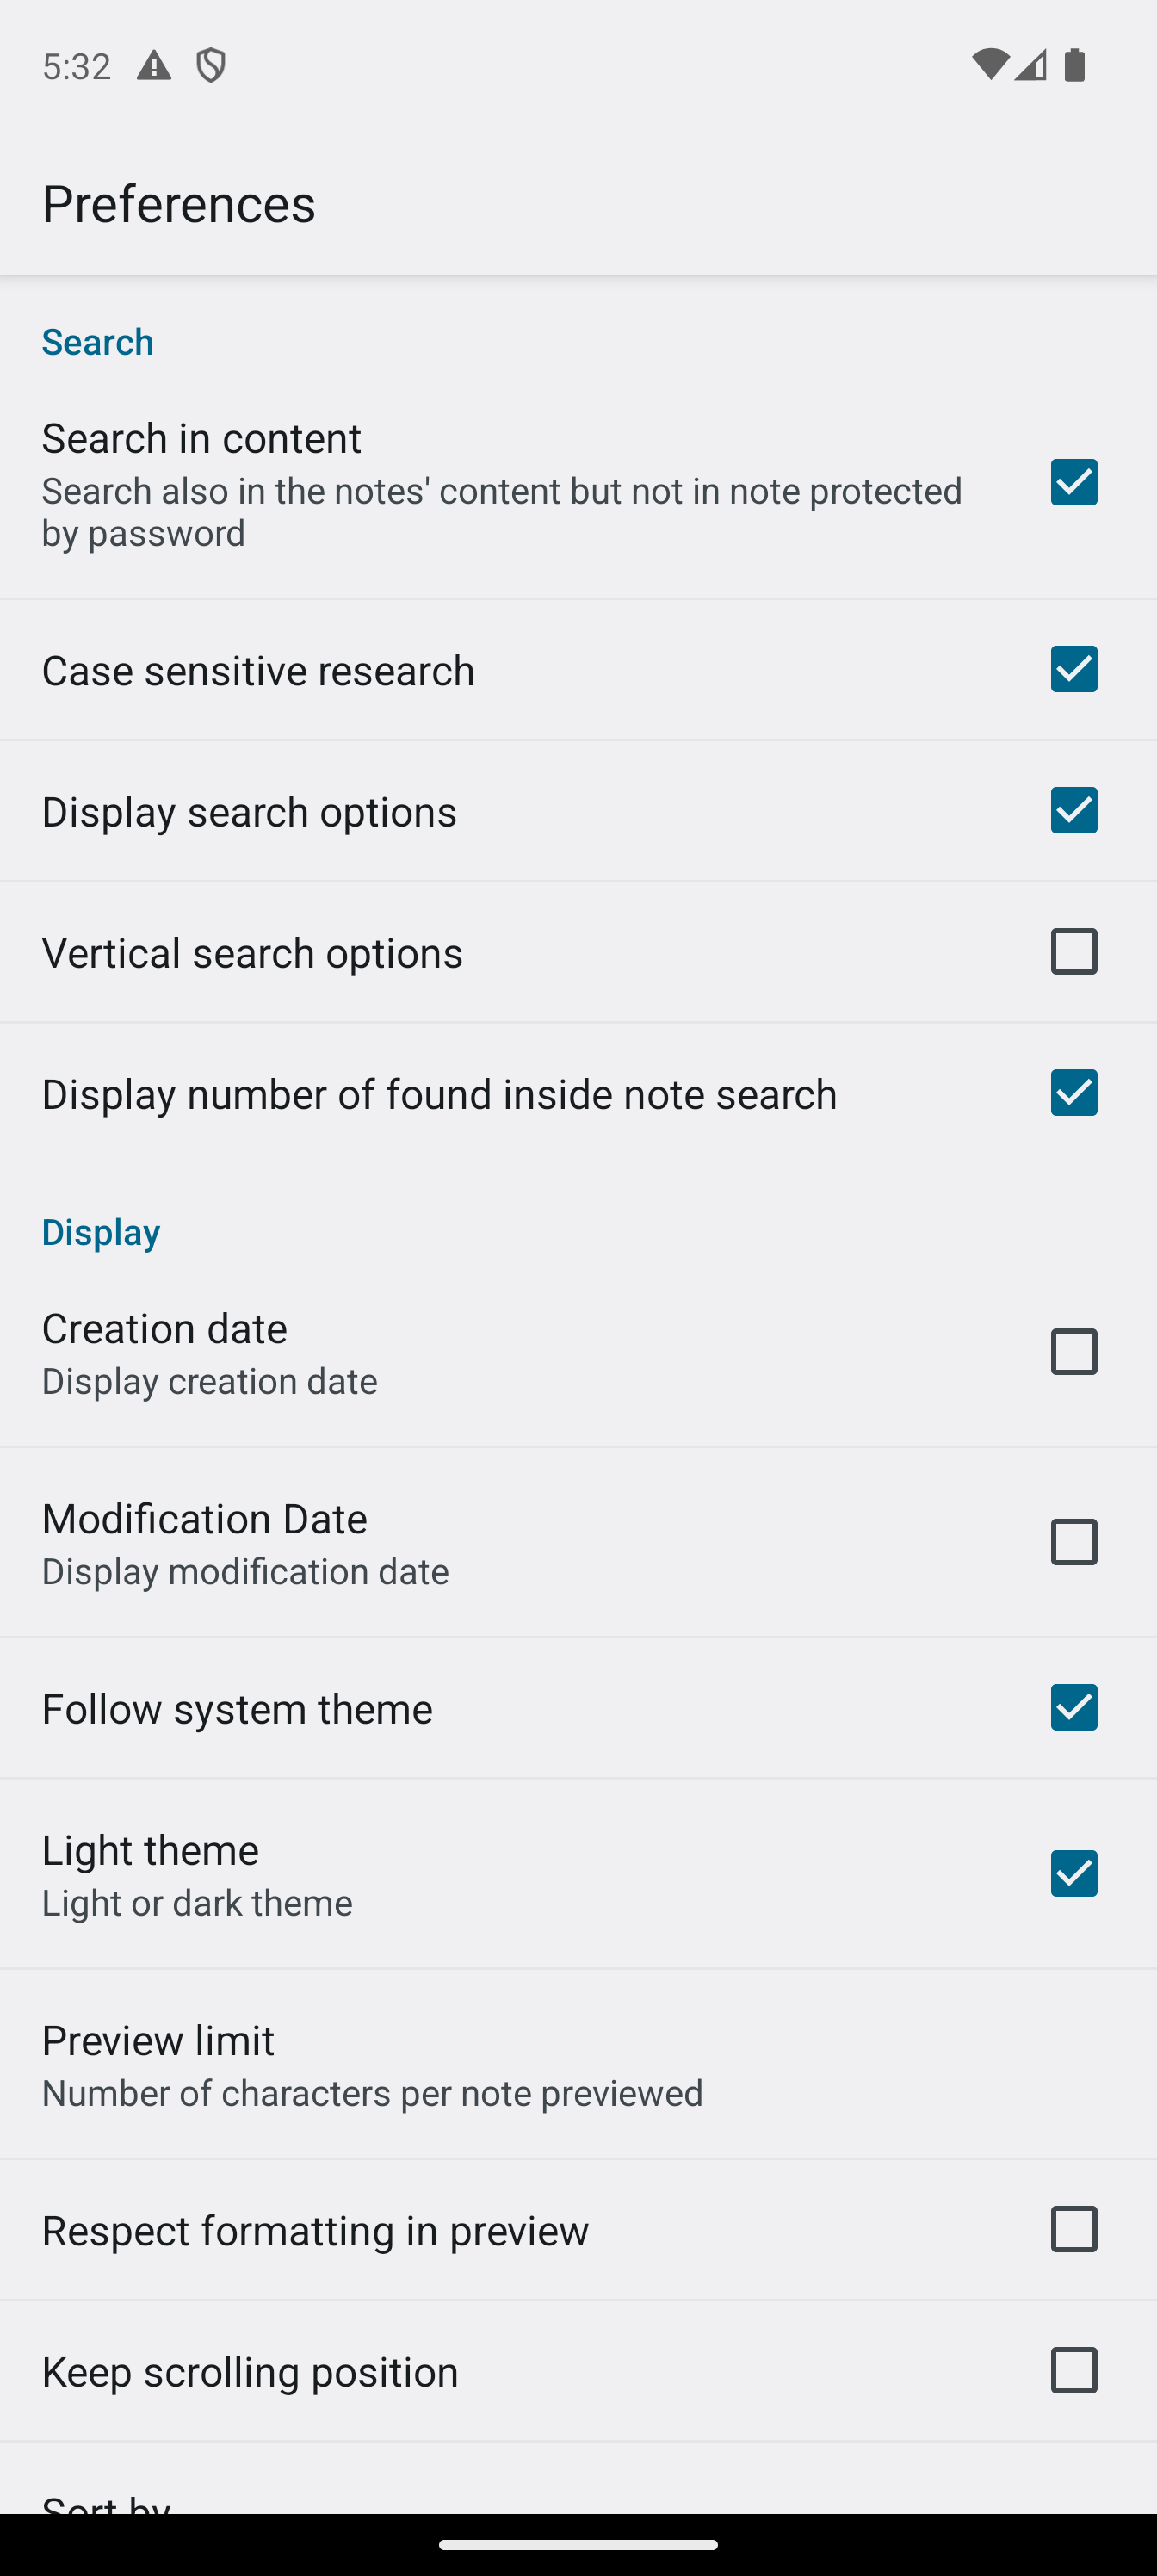 5:32
Preferences
Search
Search in content
Search also in the notes' content but not in note protected
by password
Case sensitive research
Display search options
Vertical search options
Display number of found inside note search
Display
Creation date
Display creation date
Modification Date
Display modification date
Follow system theme
Light theme
Light or dark theme
Preview limit
Number of characters per note previewed
Respect formatting in preview
Keep scrolling position
Sort by